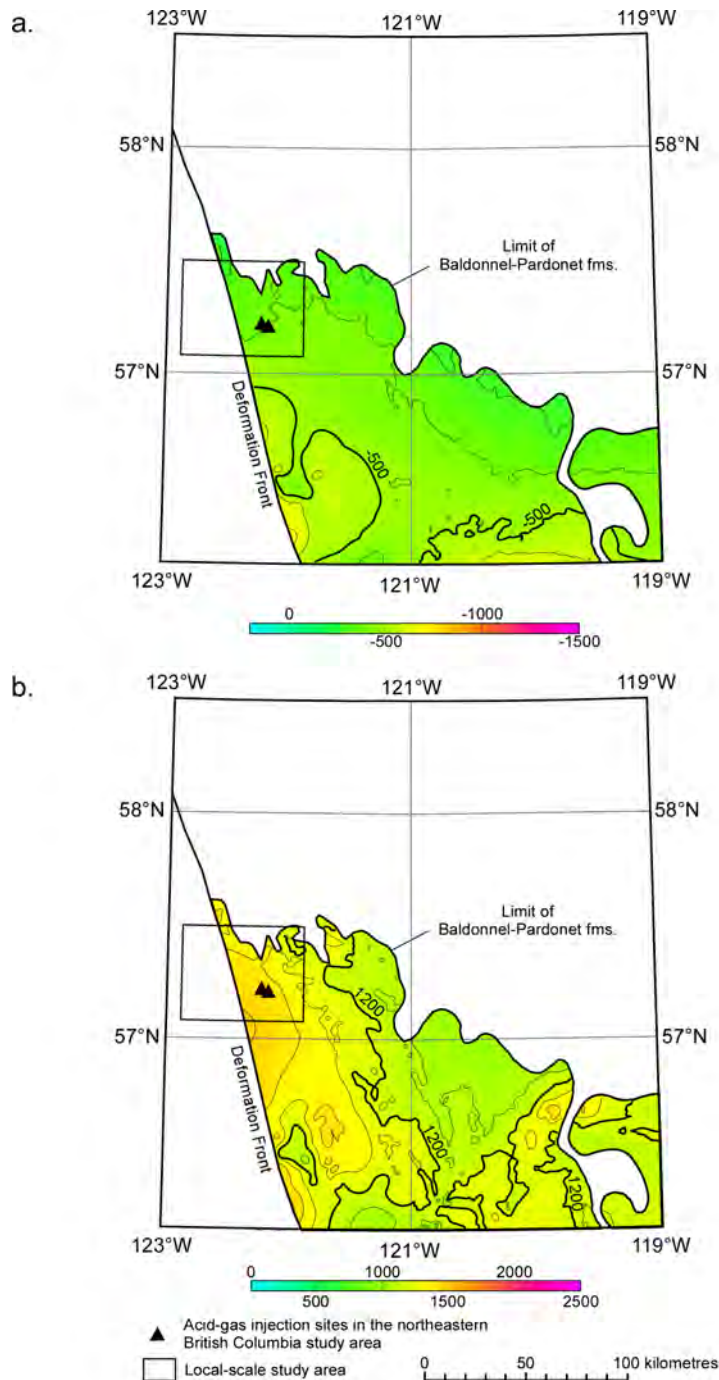 a.
123°W
121°W
119°W
58°N
58°N
Limit of
Baldonnel-Pardonet fms.
57°N
57°N
Deformation Front
-500
-500
123°W
121°W
119°W
0
-1000
-500
-1500
b.
123°W
121°W
119°W
58°N
58°N
Limit of
Baldonnel-Pardonet fms.
1200
57°N
57°N
Deformation Front
1200
1200
123°W
121°W
119°W
0
1000
2000
500
1500
2500
Acid-gas injection sites in the northeastern
British Columbia study area
Local-scale study area
0
50
100 kilometres